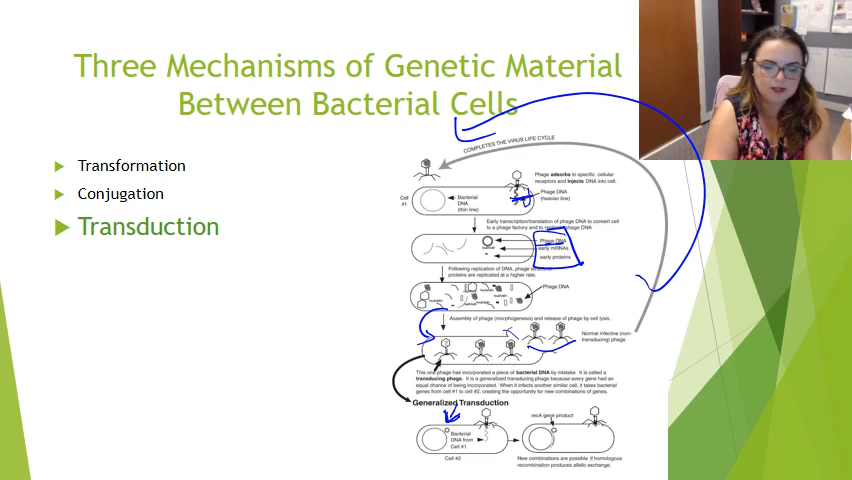 Three Mechanisms of Genetic Material
Between Bacterial Cells
Transformation
Conjugation
Transduction
COMPLETES THE VIRUS LIFE CYCLE
Phage adsorbs to specific cellular
receptors and injects DNA into cell.
Cell
#1
Bacterial
DNA
(thin line)
Phage DNA
(heavier line)
Early transcription/translation of phage DNA to convert cell
to a phage factory and to phage DNA
Phage DNA
early mRNAs
early proteins
Following replication of DNA, phage
proteins are replicated at a higher rate.
Phage DNA
Assembly of phage (morphogenesis) and release of phage by cell lysis.
Normal infective (non-
transducing) phage
This one phage has incorporated a piece of bacterial DNA by mistake. It is called a
transducing phage. It is a generalized transducing phage because every gene had an
equal chance of being incorporated. When it infects another similar cell, it takes bacterial
genes from cell #1 to cell #2, creating the opportunity for new combinations of genes.
Generalized Transduction
recA gene product
Bacterial
DNA from
Cell #1
Cell #2
New combinations are possible if homologous
recombination produces allelic exchange.